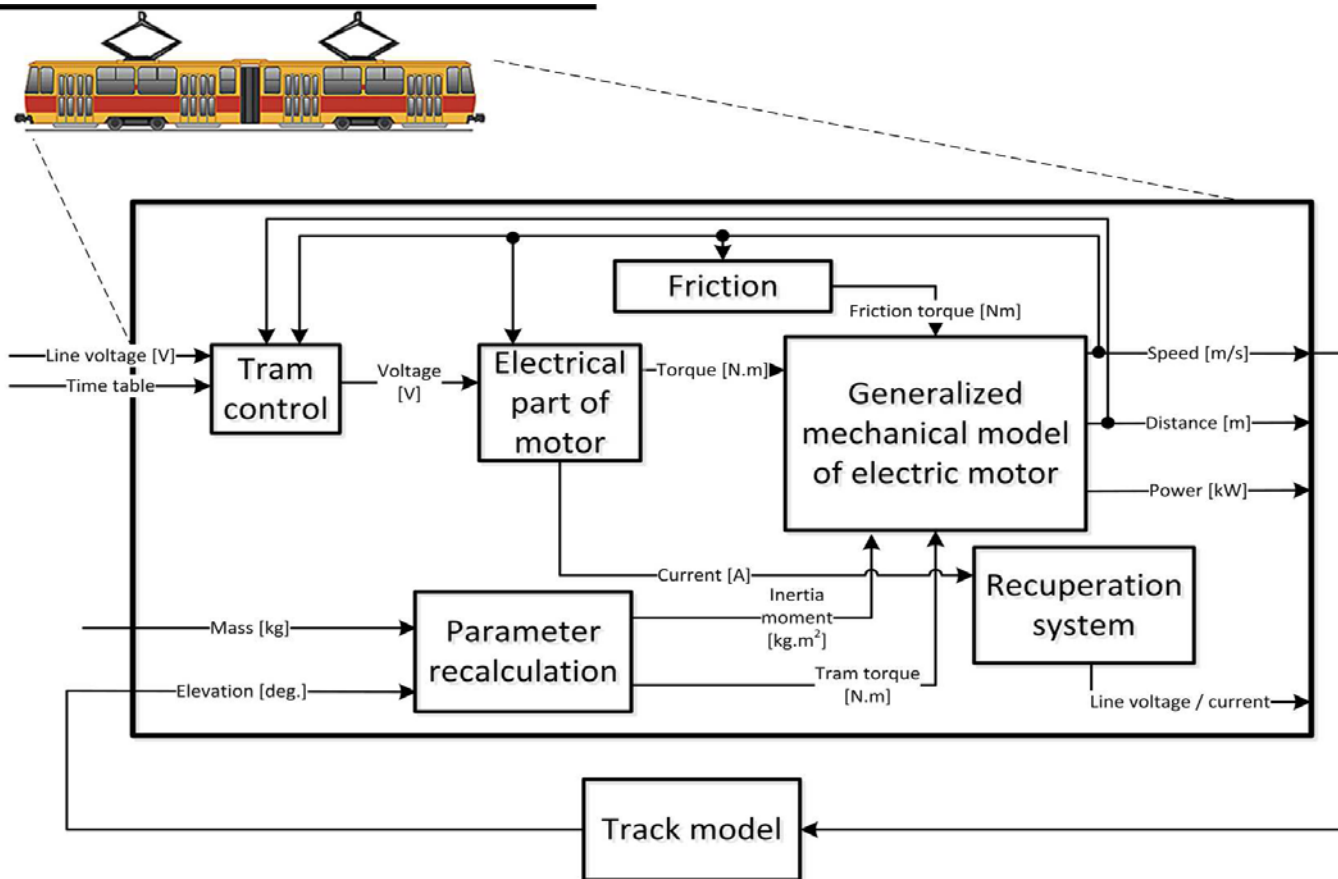 Friction
Friction torque [Nm]
Line voltage [V]
Time table
Tram
control
Voltage
[V]
Electrical
part of
motor
Torque [N.m]
Generalized
mechanical model
of electric motor
Speed [m/s]
Distance [m]
Power [kW]
Current [A]
Recuperation
system
Mass [kg]
Elevation [deg.]
Parameter
recalculation
Inertia
moment
[kg.m²]
Tram torque
[N.m]
Line voltage / current
Track model